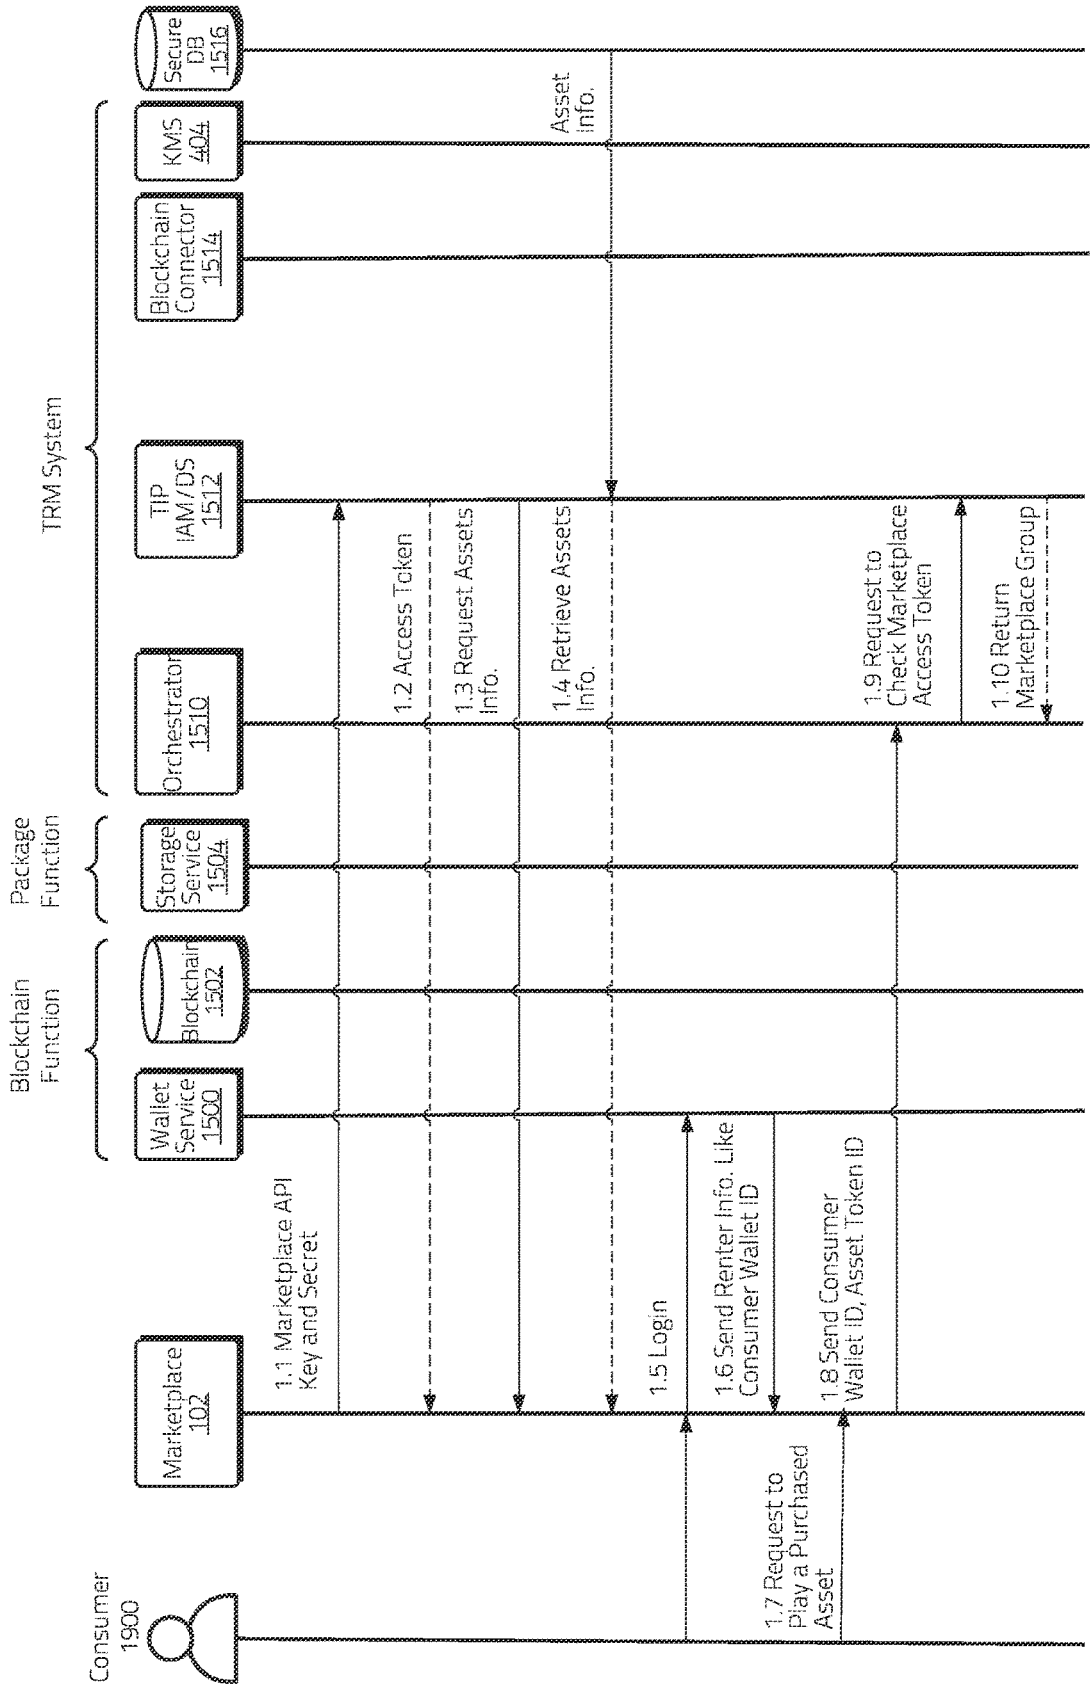 Consumer
1900
Marketplace
102
Blockchain
Function
Wallet
Service
1500
Blockchain
1502
Package
Function
Storage
Service
1504
TRM System
Orchestrator
1510
TIP
IAM/DS
1512
Blockchain
Connector
1514
KMS
404
Secure
DB
1516
1.1 Marketplace API
Key and Secret
1.2 Access Token
1.3 Request Assets
Info.
1.4 Retrieve Assets
Info.
Asset
Info.
1.5 Login
1.6 Send Renter Info. Like
Consumer Wallet ID
1.7 Request to
Play a Purchased
Asset
1.8 Send Consumer
Wallet ID, Asset Token ID
1.9 Request to
Check Marketplace
Access Token
1.10 Return
Marketplace Group